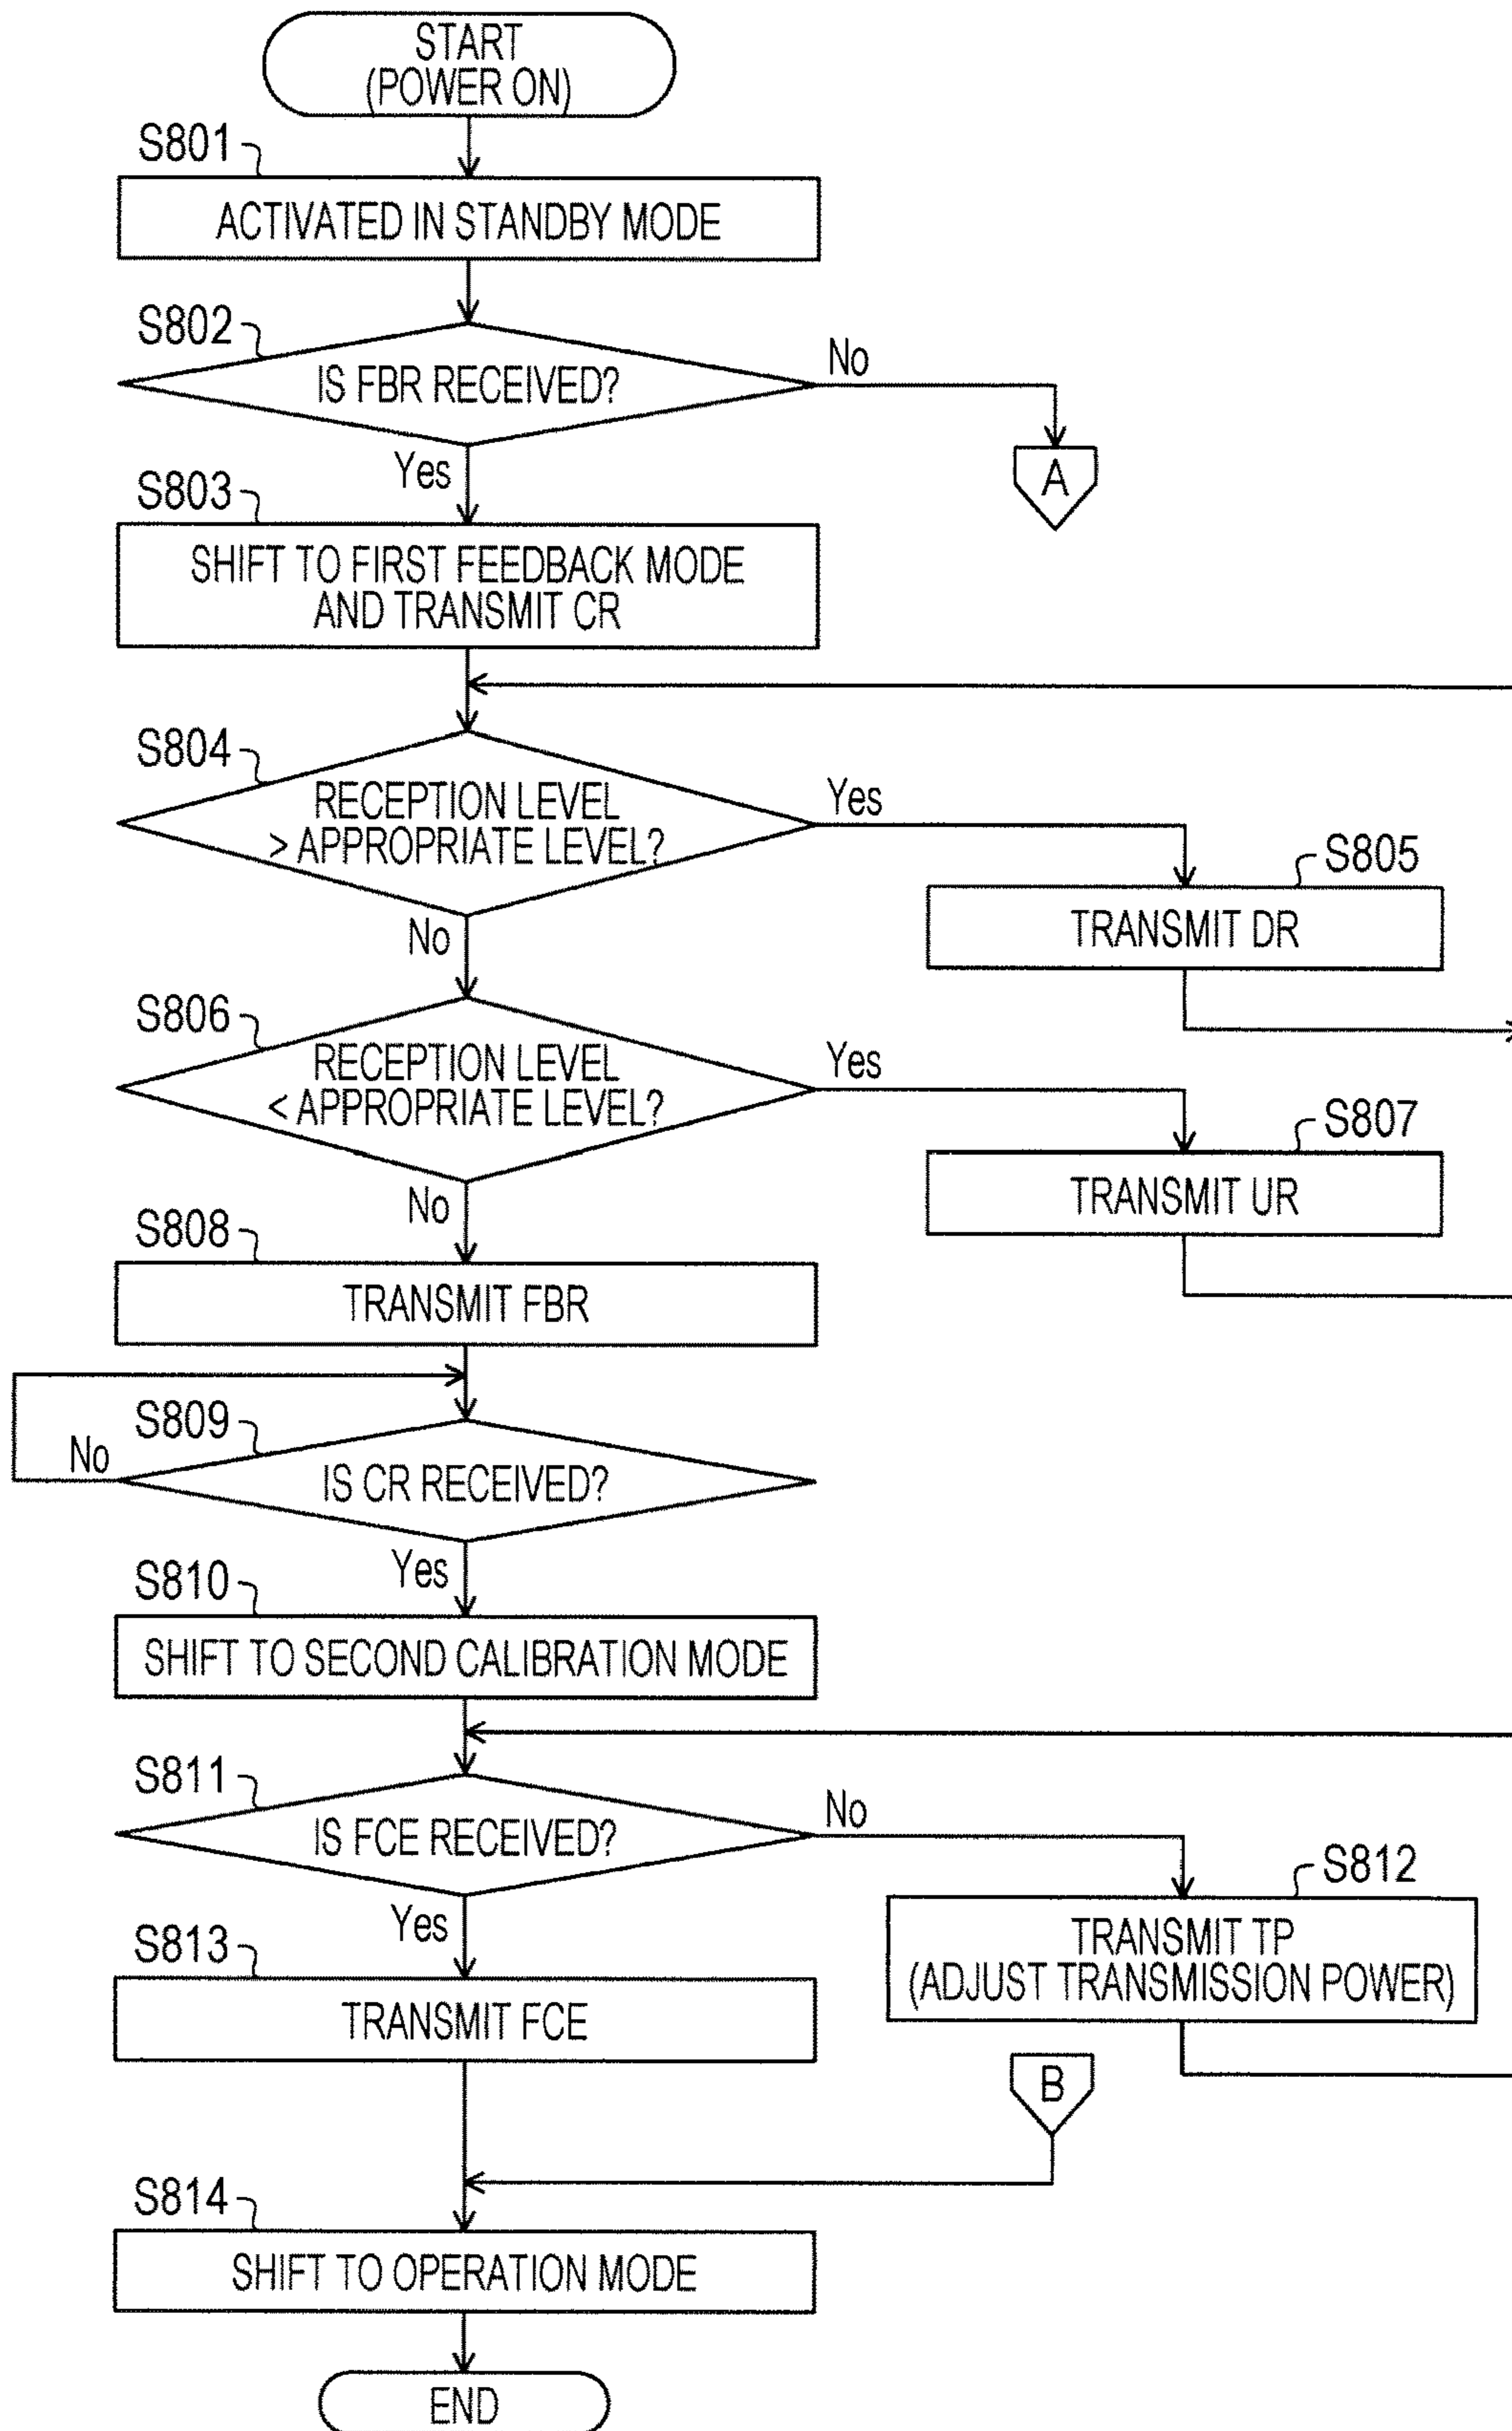 START
(POWER ON)
S801
ACTIVATED IN STANDBY MODE
S802
IS FBR RECEIVED?
No
A
Yes
S803
SHIFT TO FIRST FEEDBACK MODE
AND TRANSMIT CR
S804
RECEPTION LEVEL
> APPROPRIATE LEVEL?
Yes
S805
TRANSMIT DR
No
S806
RECEPTION LEVEL
< APPROPRIATE LEVEL?
Yes
S807
TRANSMIT UR
No
S808
TRANSMIT FBR
S809
No
IS CR RECEIVED?
Yes
S810
SHIFT TO SECOND CALIBRATION MODE
S811
IS FCE RECEIVED?
No
S812
TRANSMIT TP
(ADJUST TRANSMISSION POWER)
Yes
S813
TRANSMIT FCE
B
S814
SHIFT TO OPERATION MODE
END